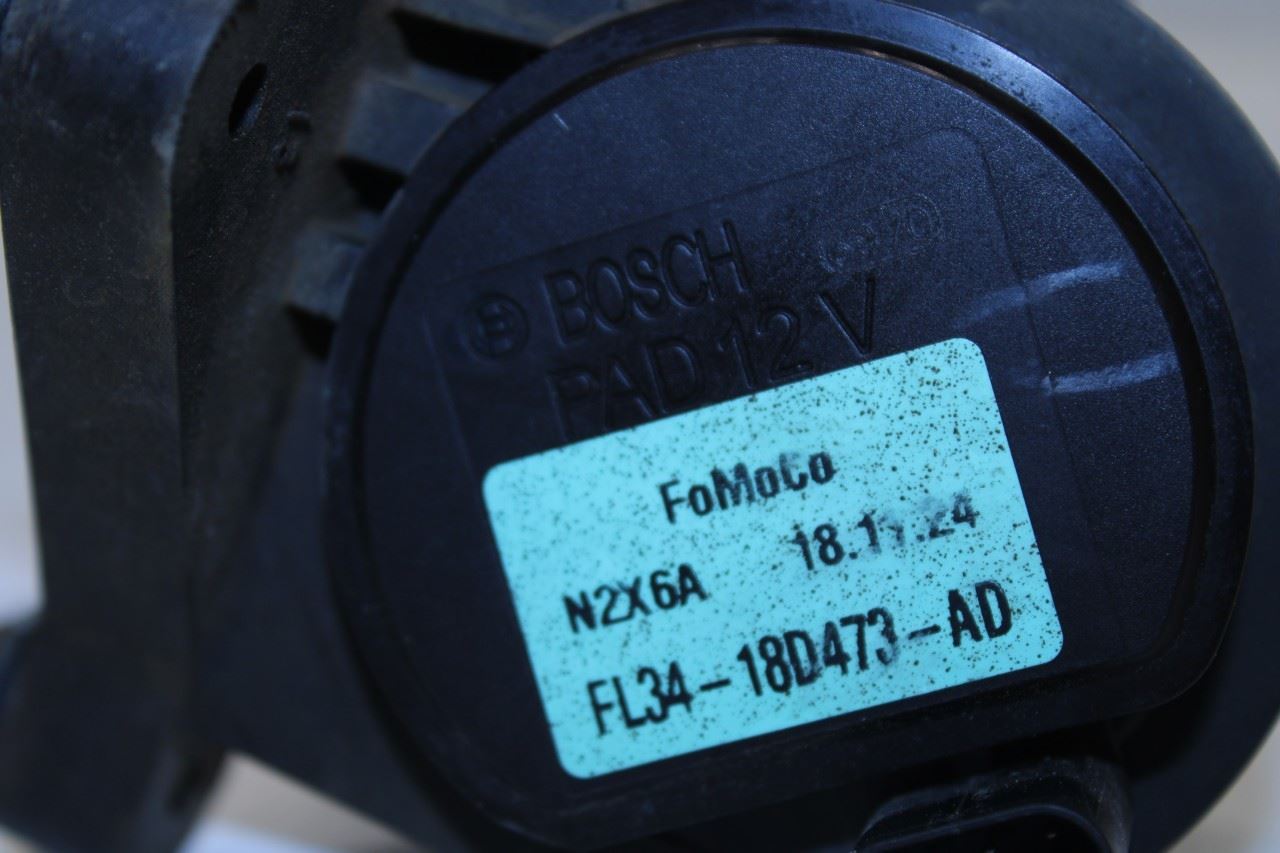 BOSCH
PAD 12 V
FoMoCo
N2X6A
FL34-18D473-AD